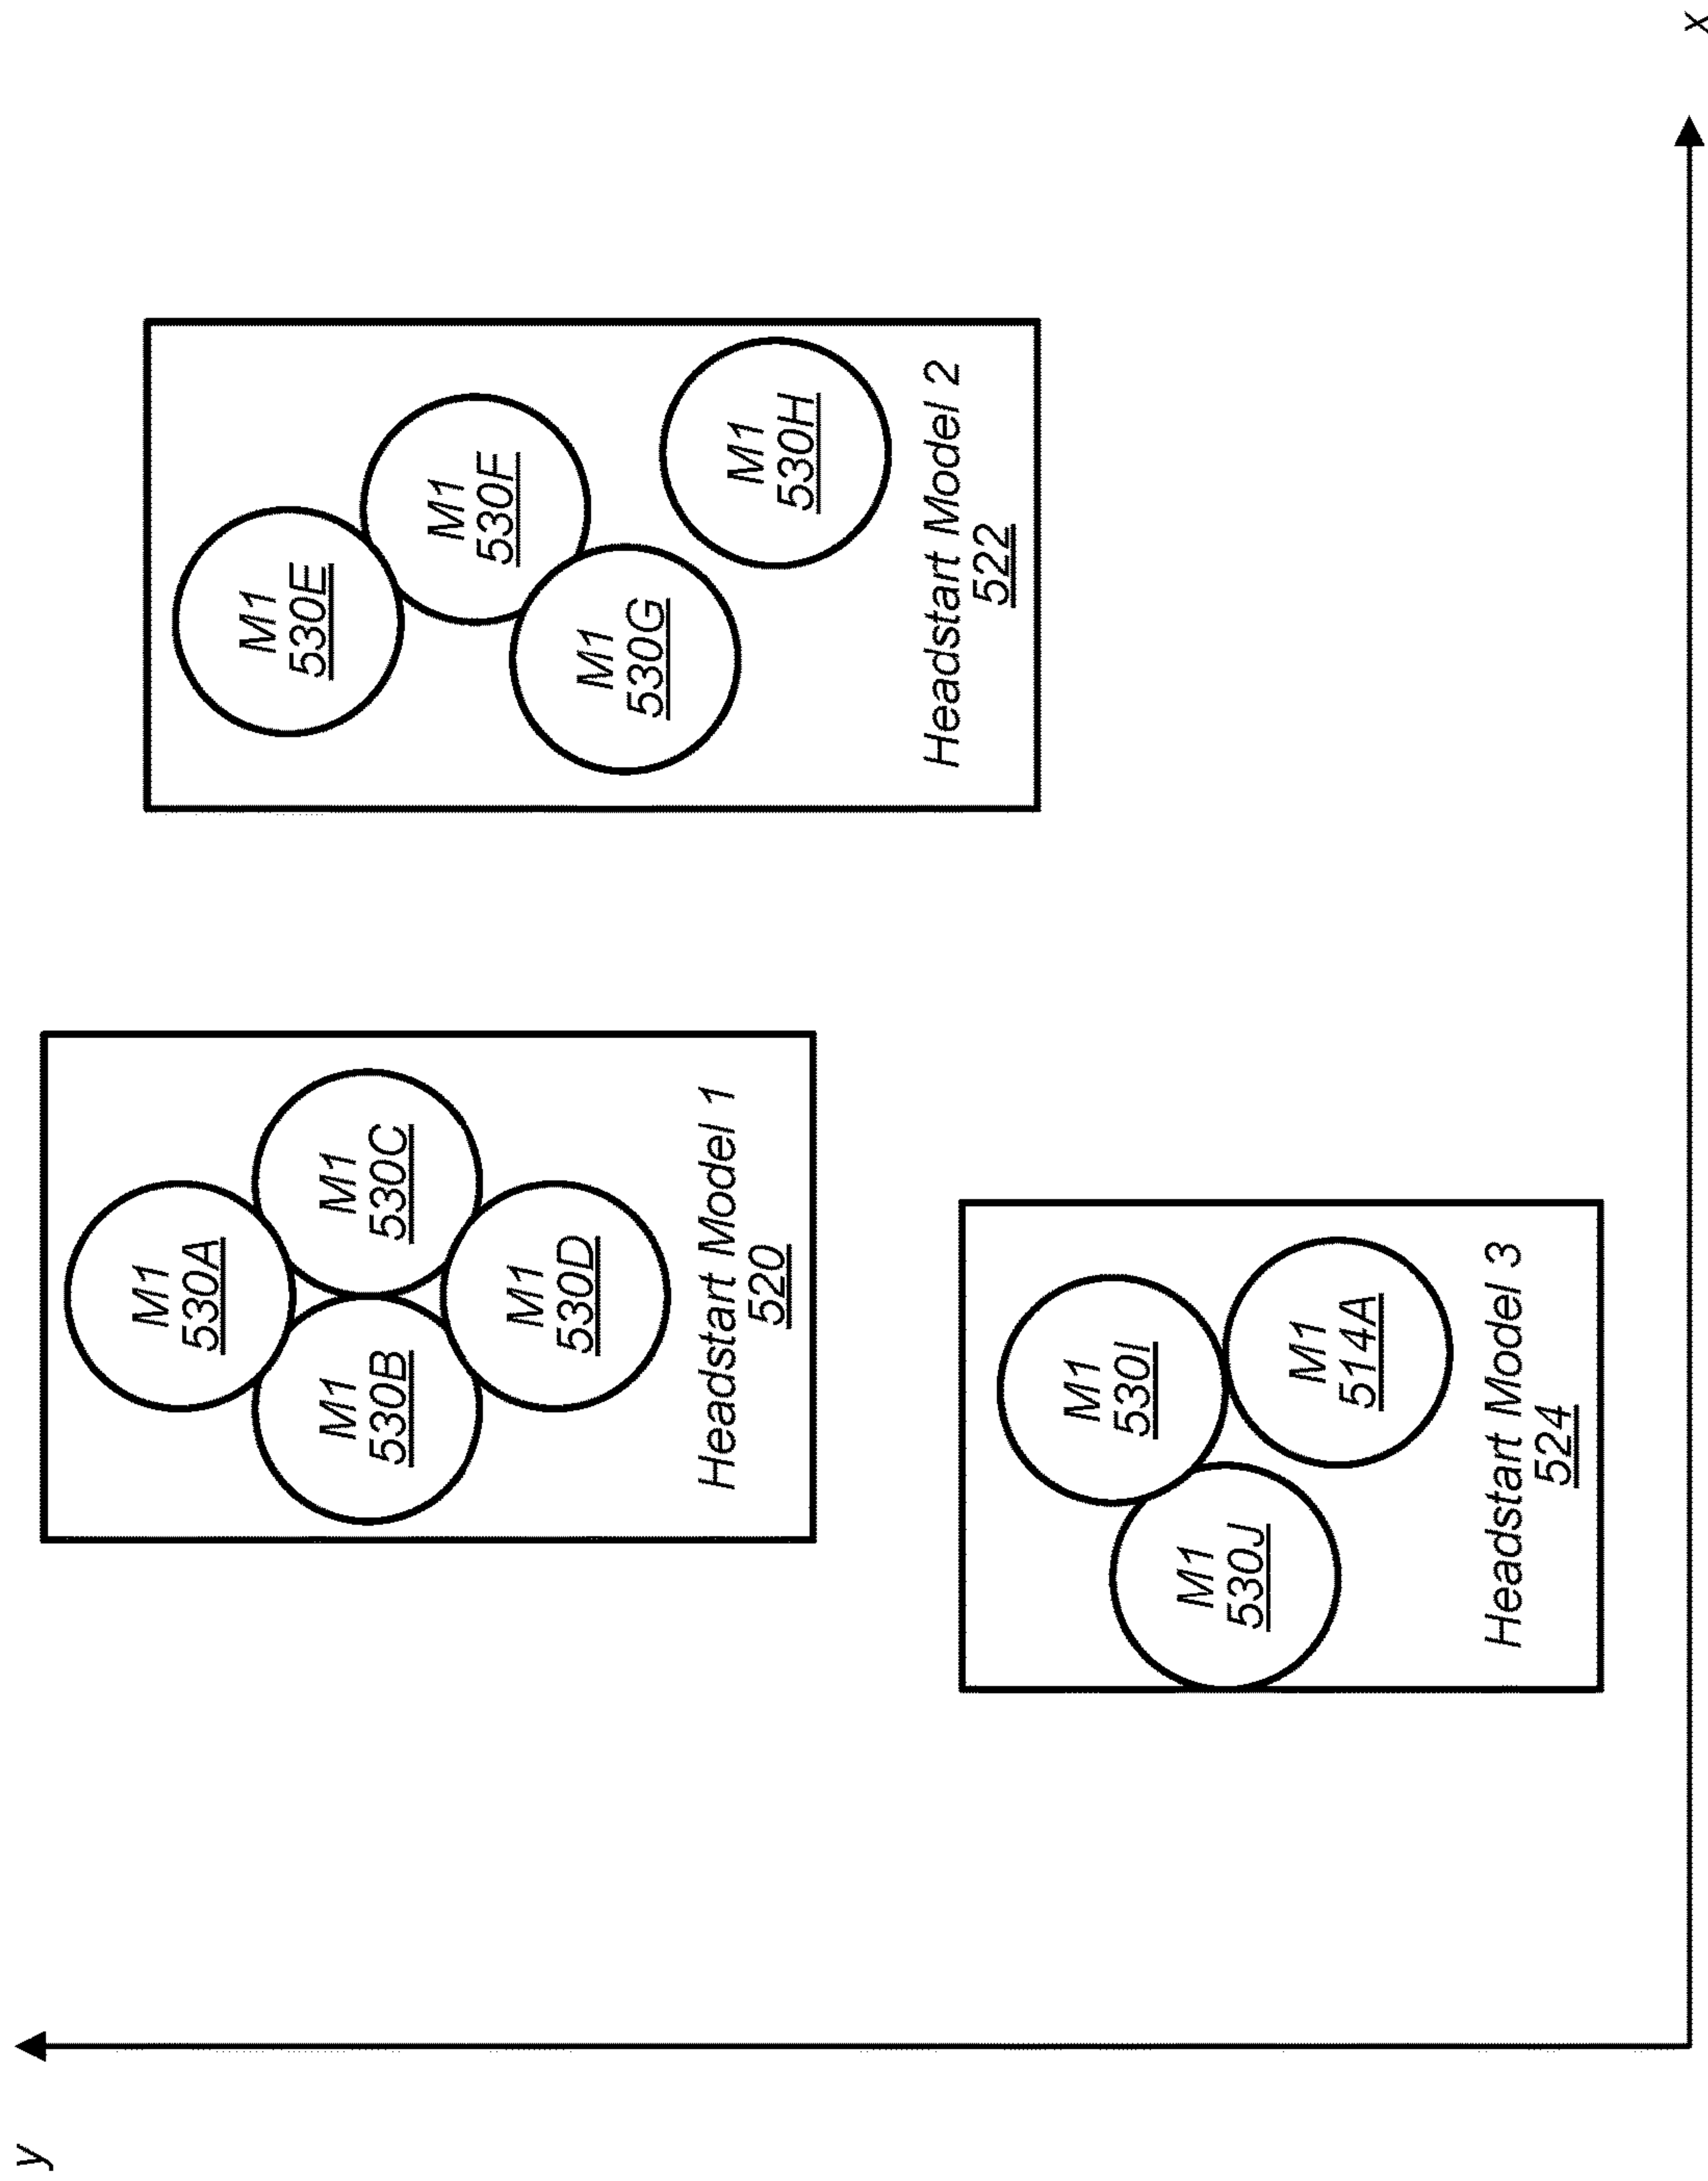 y
M1
530A
M1
530B
M1
530C
M1
530D
Headstart Model 1
520
M1
530E
M1
530F
M1
530G
M1
530H
Headstart Model 2
522
M1
530I
M1
530J
M1
514A
Headstart Model 3
524
x